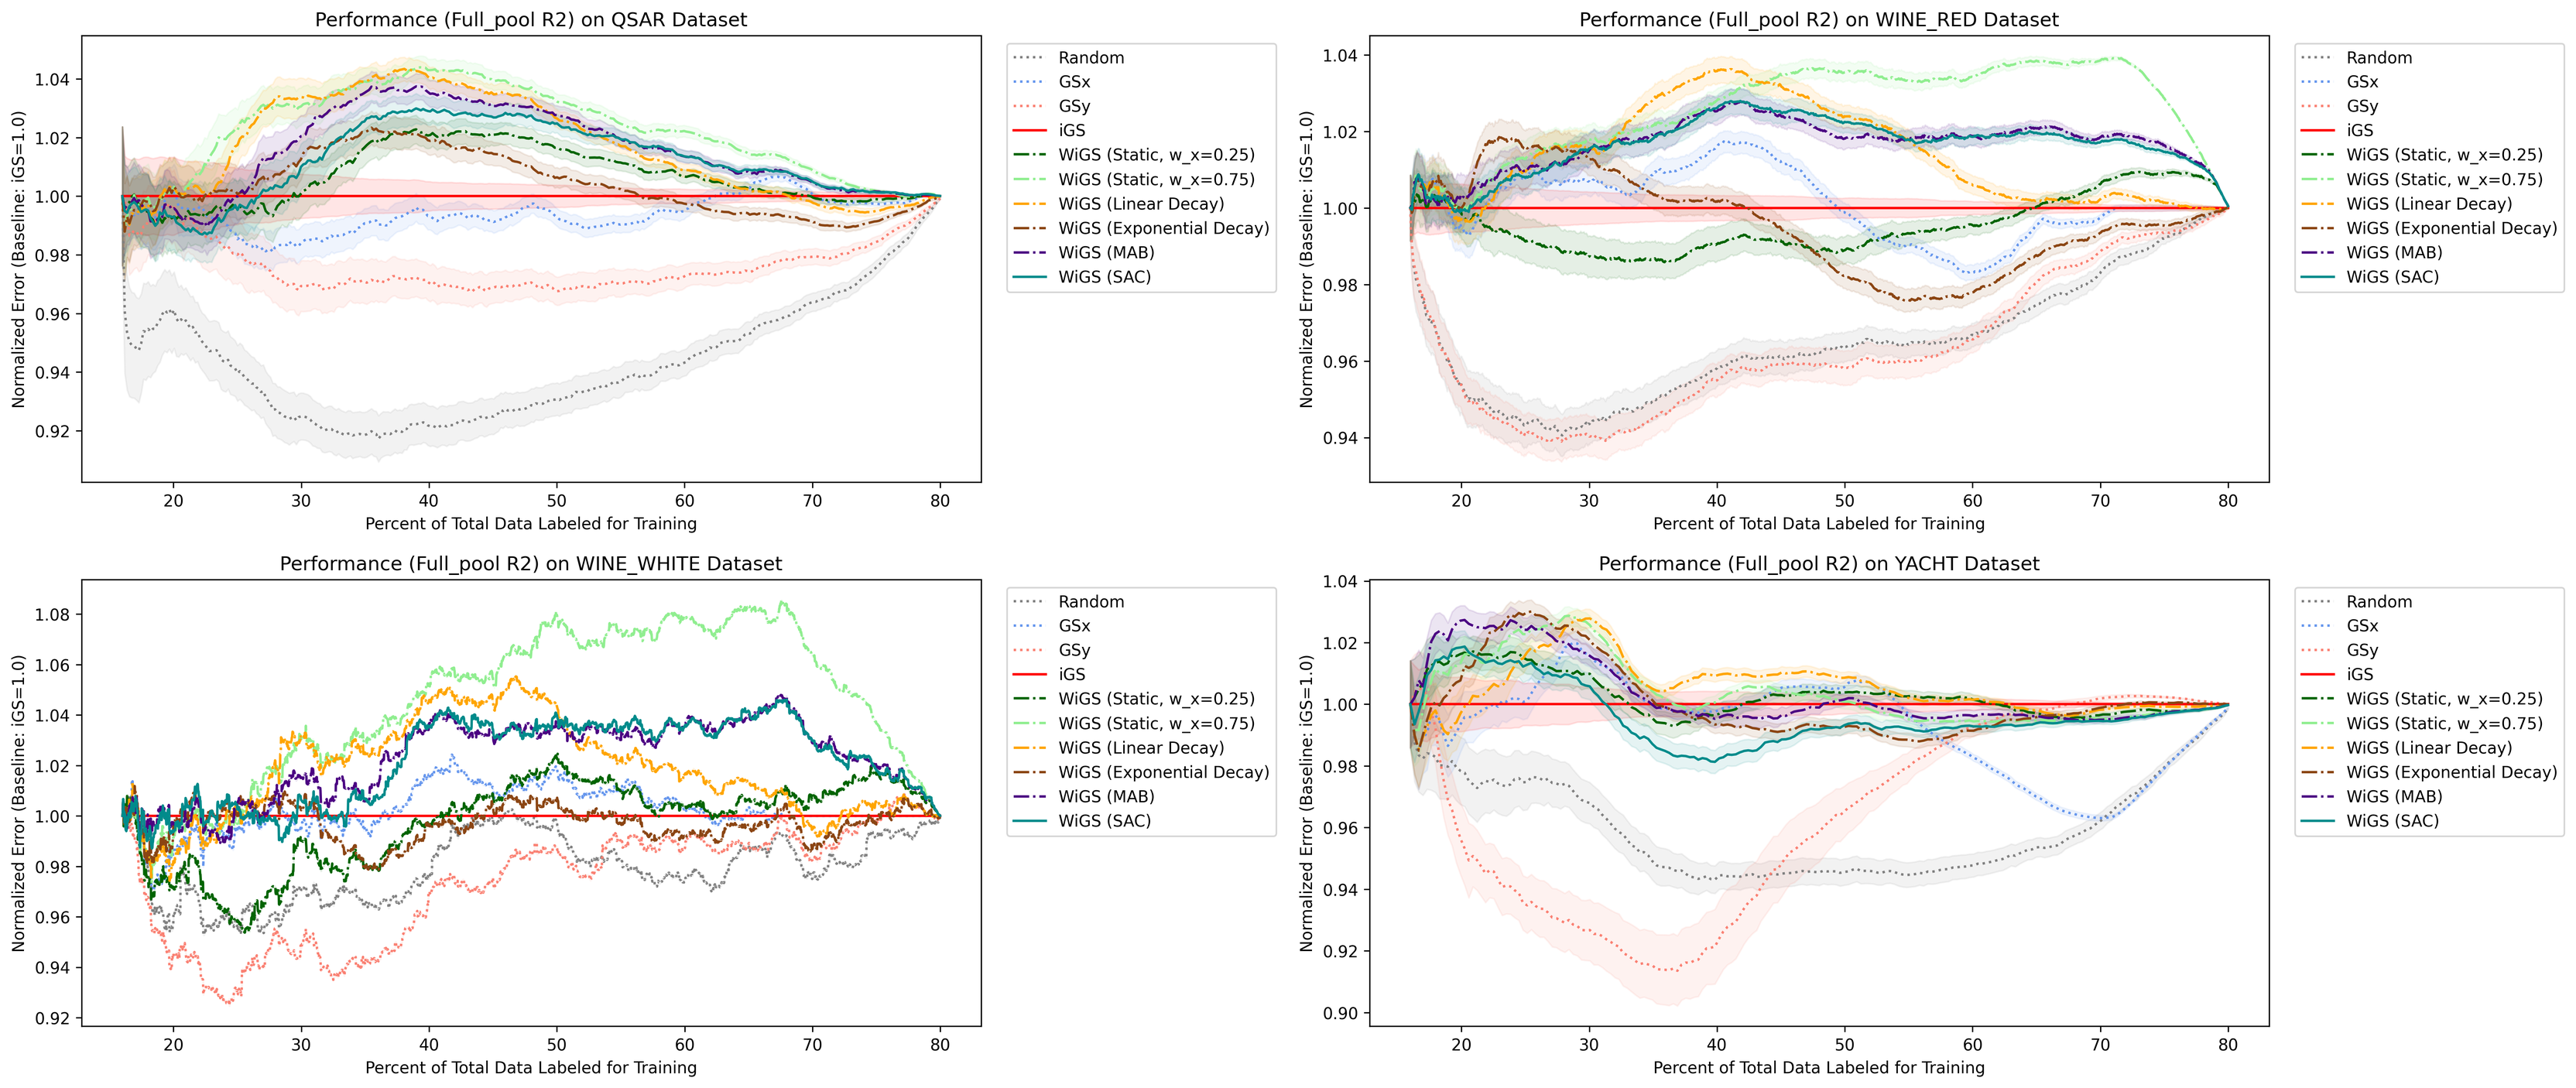 Performance (Full_pool R2) on QSAR Dataset
Normalized Error (Baseline: iGS=1.0)
1.04
1.02
1.00
0.98
0.96
0.94
0.92
20 30 40 50 60 70 80
Percent of Total Data Labeled for Training
Random
GSx
GSy
iGS
WiGS (Static, w_x=0.25)
WiGS (Static, w_x=0.75)
WiGS (Linear Decay)
WiGS (Exponential Decay)
WiGS (MAB)
WiGS (SAC)
Performance (Full_pool R2) on WINE_RED Dataset
Normalized Error (Baseline: iGS=1.0)
1.04
1.02
1.00
0.98
0.96
0.94
20 30 40 50 60 70 80
Percent of Total Data Labeled for Training
Random
GSx
GSy
iGS
WiGS (Static, w_x=0.25)
WiGS (Static, w_x=0.75)
WiGS (Linear Decay)
WiGS (Exponential Decay)
WiGS (MAB)
WiGS (SAC)
Performance (Full_pool R2) on WINE_WHITE Dataset
Normalized Error (Baseline: iGS=1.0)
1.08
1.06
1.04
1.02
1.00
0.98
0.96
0.94
0.92
20 30 40 50 60 70 80
Percent of Total Data Labeled for Training
Random
GSx
GSy
iGS
WiGS (Static, w_x=0.25)
WiGS (Static, w_x=0.75)
WiGS (Linear Decay)
WiGS (Exponential Decay)
WiGS (MAB)
WiGS (SAC)
Performance (Full_pool R2) on YACHT Dataset
Normalized Error (Baseline: iGS=1.0)
1.04
1.02
1.00
0.98
0.96
0.94
0.92
0.90
20 30 40 50 60 70 80
Percent of Total Data Labeled for Training
Random
GSx
GSy
iGS
WiGS (Static, w_x=0.25)
WiGS (Static, w_x=0.75)
WiGS (Linear Decay)
WiGS (Exponential Decay)
WiGS (MAB)
WiGS (SAC)